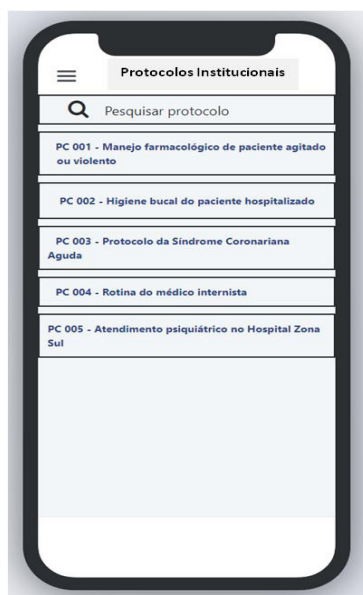 Protocolos Institucionais
Pesquisar protocolo
PC 001 - Manejo farmacológico de paciente agitado
ou violento
PC 002 - Higiene bucal do paciente hospitalizado
PC 003 - Protocolo da Síndrome Coronariana
Aguda
PC 004 - Rotina do médico internista
PC 005 - Atendimento psiquiátrico no Hospital Zona
Sul